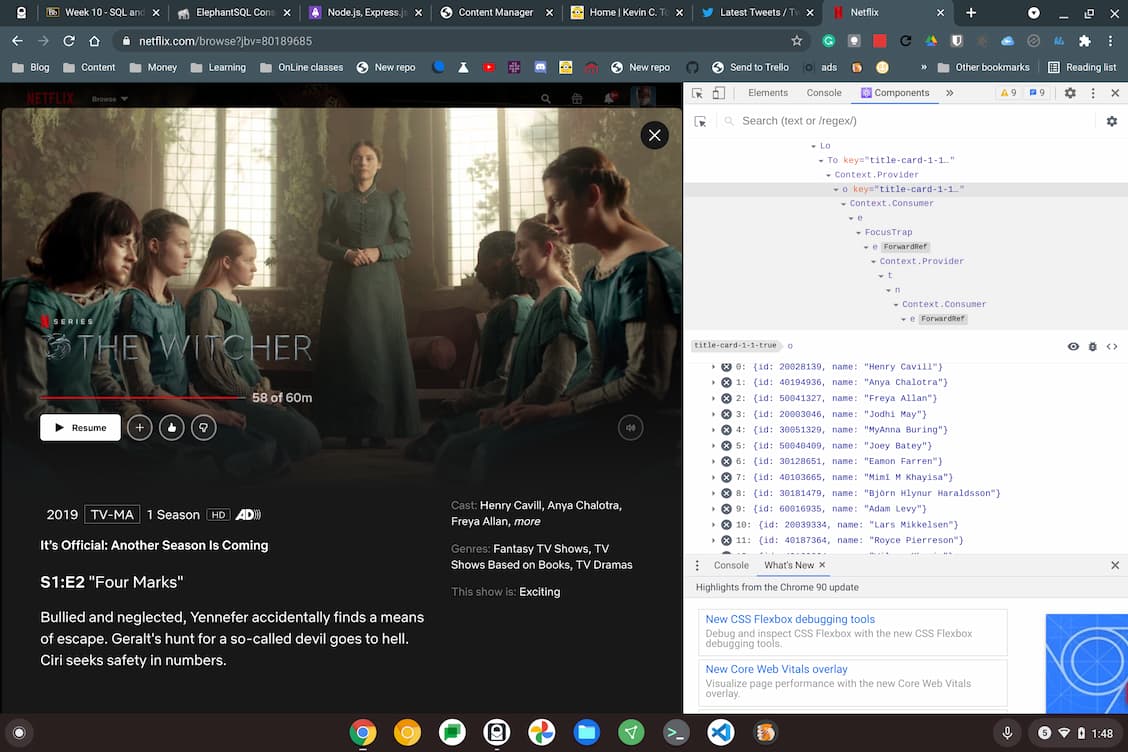 Week 10 - SQL and
ElephantSQL Cons
Node.js, Express.j
Content Manager
Home | Kevin C. To
Latest Tweets / Tw
Netflix
netflix.com/browse?jbv=80189685
Blog
Content
Money
Learning
OnLine classes
New repo
New repo
Send to Trello
ads
»
Other bookmarks
Reading list
NETFLIX
Browse
N SERIES
THE WITCHER
58 of 60m
Resume
2019 TV-MA 1 Season HD AD
It's Official: Another Season Is Coming
S1:E2 "Four Marks"
Bullied and neglected, Yennefer accidentally finds a means
of escape. Geralt's hunt for a so-called devil goes to hell.
Ciri seeks safety in numbers.
Cast: Henry Cavill, Anya Chalotra,
Freya Allan, more
Genres: Fantasy TV Shows, TV
Shows Based on Books, TV Dramas
This show is: Exciting
Elements Console Components » 9 9
Search (text or /regex/)
Lo
To key="title-card-1-1…"
Context.Provider
o key="title-card-1-1…"
Context.Consumer
e
FocusTrap
e ForwardRef
Context.Provider
t
n
Context.Consumer
e ForwardRef
title-card-1-1-true o
0: {id: 20028139, name: "Henry Cavill"}
1: {id: 40194936, name: "Anya Chalotra"}
2: {id: 50041327, name: "Freya Allan"}
3: {id: 20003046, name: "Jodhi May"}
4: {id: 30051329, name: "MyAnna Buring"}
5: {id: 50040409, name: "Joey Batey"}
6: {id: 30128651, name: "Eamon Farren"}
7: {id: 40103665, name: "Mimî M Khayisa"}
8: {id: 30181479, name: "Björn Hlynur Haraldsson"}
9: {id: 60016935, name: "Adam Levy"}
10: {id: 20039334, name: "Lars Mikkelsen"}
11: {id: 40187364, name: "Royce Pierreson"}
Console What's New
Highlights from the Chrome 90 update
New CSS Flexbox debugging tools
Debug and inspect CSS Flexbox with the new CSS Flexbox
debugging tools.
New Core Web Vitals overlay
Visualize page performance with the new Core Web Vitals
overlay.
5 1:48